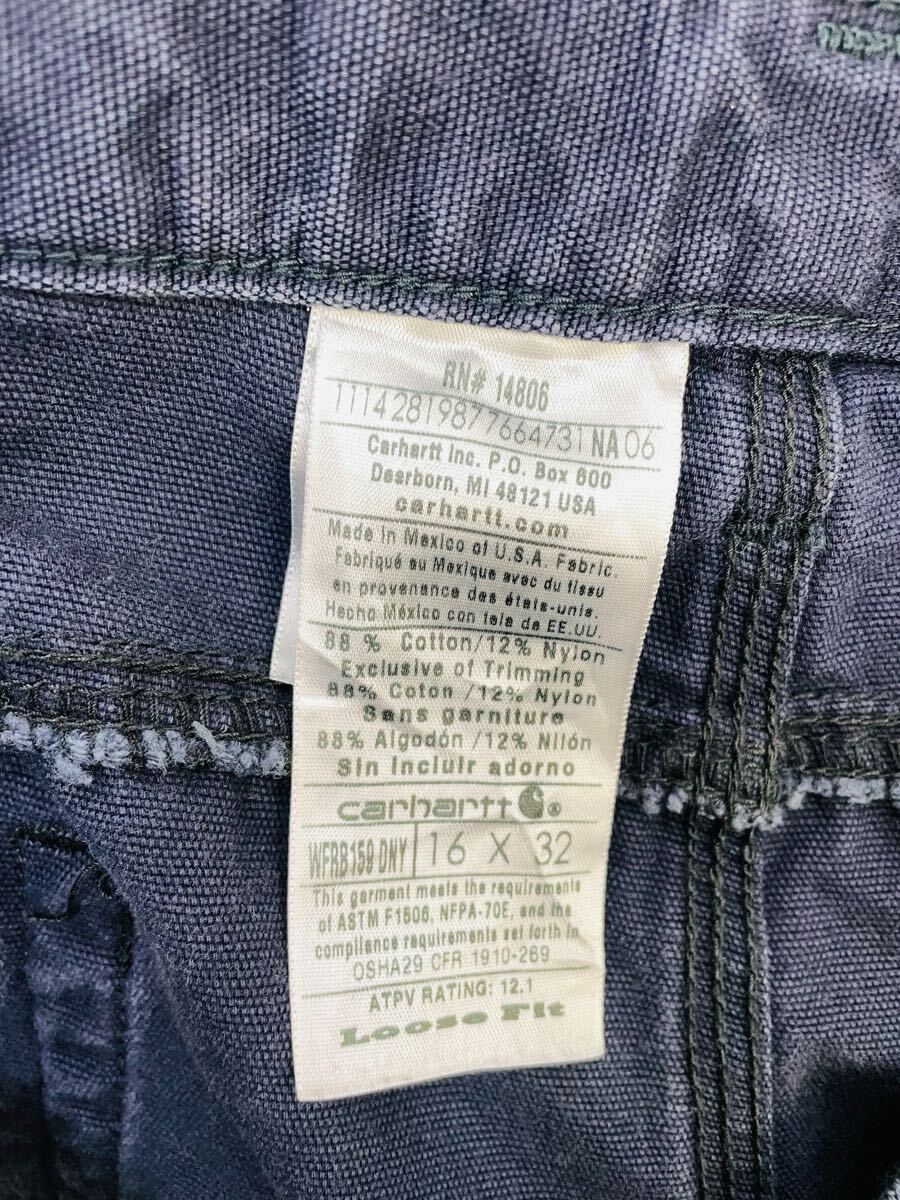 RN# 14806
11142819877664731 NA 06
Carhartt Inc. P.O. Box 600
Dearborn, MI 48121 USA
carhartt.com
Made in Mexico of U.S.A. Fabric.
Fabriqué au Mexique avec du tissu
en provenance des états-unis.
Hecho México con tela de EE.UU.
88 % Cotton/12% Nylon
Exclusive of Trimming
88% Coton /12% Nylon
Sans garniture
88% Algodón /12% Nilón
Sin incluir adorno
carhartt ®
WFRB159 DNY 16 X 32
This garment meets the requirements
of ASTM F1506, NFPA-70E, and the
compliance requirements set forth in
OSHA29 CFR 1910-269
ATPV RATING: 12.1
Loose Fit